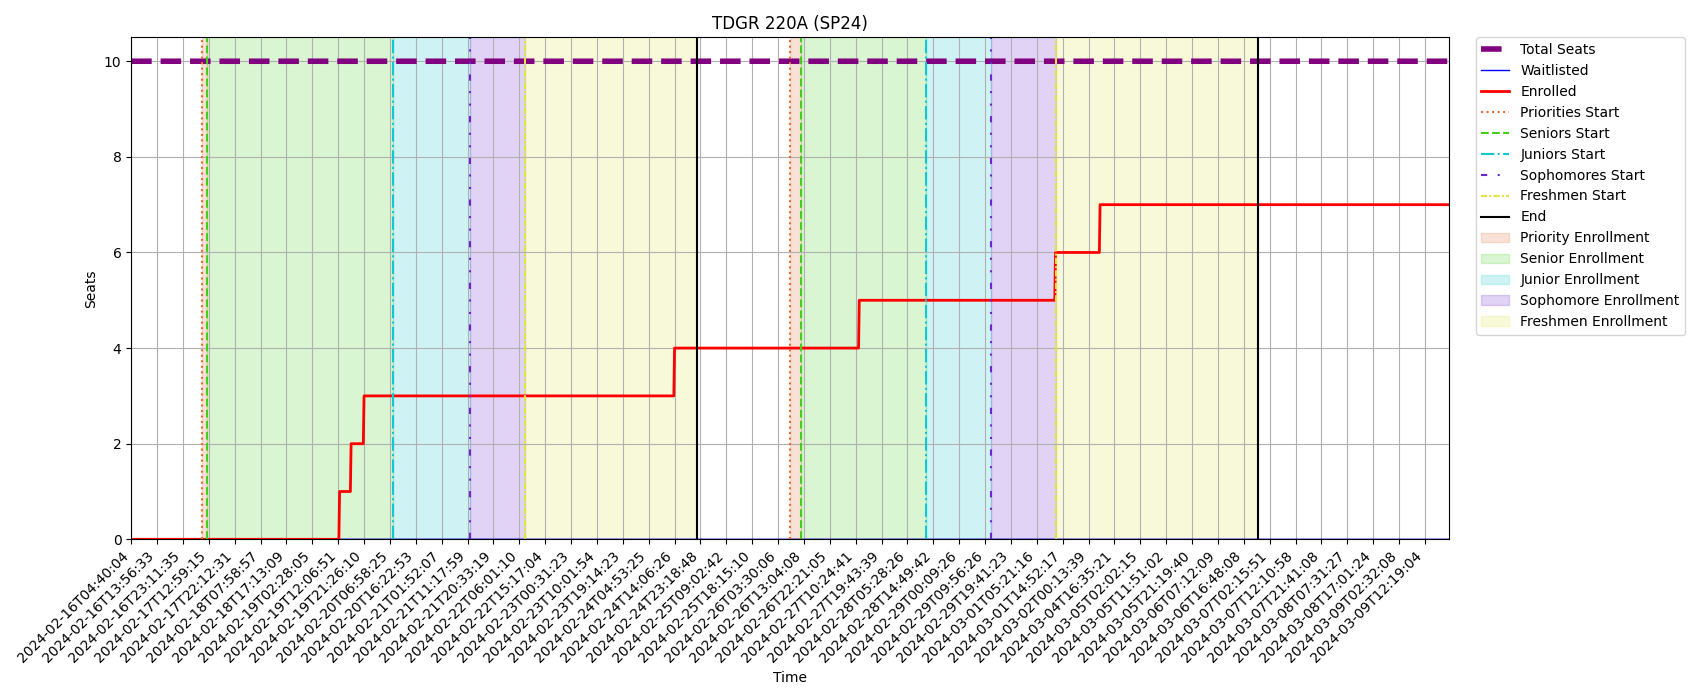 TDGR 220A (SP24)
Seats
10
8
6
4
2
0
2024-02-16T04:40:04
2024-02-16T13:56:33
2024-02-16T23:11:35
2024-02-17T12:59:15
2024-02-17T22:12:31
2024-02-18T07:58:57
2024-02-18T17:13:09
2024-02-19T02:28:05
2024-02-19T12:06:51
2024-02-19T21:26:10
2024-02-20T06:58:25
2024-02-20T16:22:53
2024-02-21T01:52:07
2024-02-21T11:17:59
2024-02-21T20:33:19
2024-02-22T06:01:10
2024-02-22T15:17:04
2024-02-23T00:31:23
2024-02-23T10:01:54
2024-02-23T19:14:23
2024-02-24T04:53:25
2024-02-24T14:06:26
2024-02-24T23:18:48
2024-02-25T09:02:42
2024-02-25T18:15:10
2024-02-26T03:30:06
2024-02-26T13:04:08
2024-02-26T22:21:05
2024-02-27T10:24:41
2024-02-27T19:43:39
2024-02-28T05:28:26
2024-02-28T14:49:42
2024-02-29T00:09:26
2024-02-29T09:56:26
2024-02-29T19:41:23
2024-03-01T05:21:16
2024-03-01T14:52:17
2024-03-02T00:13:39
2024-03-04T16:35:21
2024-03-05T02:02:15
2024-03-05T11:51:02
2024-03-05T21:19:40
2024-03-06T07:12:09
2024-03-06T16:48:08
2024-03-07T02:15:51
2024-03-07T12:10:58
2024-03-07T21:41:08
2024-03-08T07:31:27
2024-03-08T17:01:24
2024-03-09T02:32:08
2024-03-09T12:19:04
Time
Total Seats
Waitlisted
Enrolled
Priorities Start
Seniors Start
Juniors Start
Sophomores Start
Freshmen Start
End
Priority Enrollment
Senior Enrollment
Junior Enrollment
Sophomore Enrollment
Freshmen Enrollment